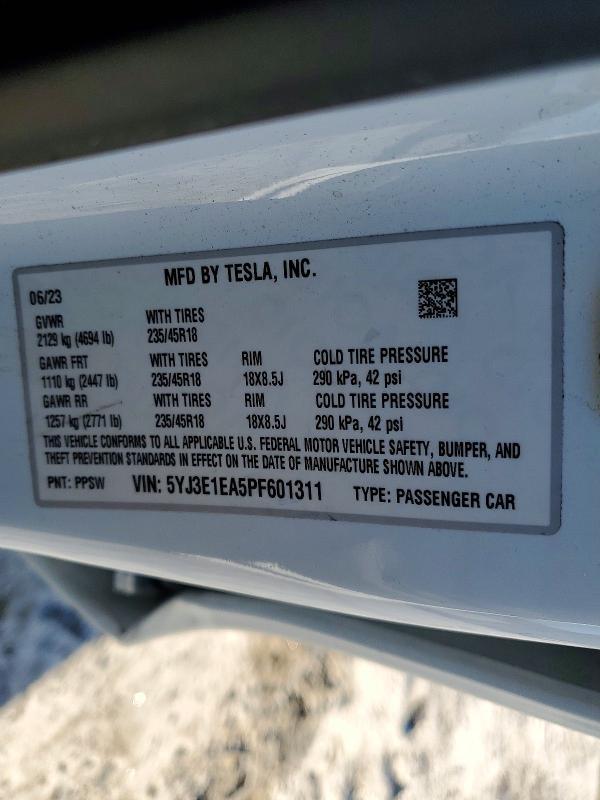 MFD BY TESLA, INC.
06/23
GVWR WITH TIRES
2129 kg (4694 lb) 235/45R18
GAWR FRT WITH TIRES RIM COLD TIRE PRESSURE
1110 kg (2447 lb) 235/45R18 18X8.5J 290 kPa, 42 psi
GAWR RR WITH TIRES RIM COLD TIRE PRESSURE
1257 kg (2771 lb) 235/45R18 18X8.5J 290 kPa, 42 psi
THIS VEHICLE CONFORMS TO ALL APPLICABLE U.S. FEDERAL MOTOR VEHICLE SAFETY, BUMPER, AND
THEFT PREVENTION STANDARDS IN EFFECT ON THE DATE OF MANUFACTURE SHOWN ABOVE.
PNT: PPSW VIN: 5YJ3E1EA5PF601311 TYPE: PASSENGER CAR